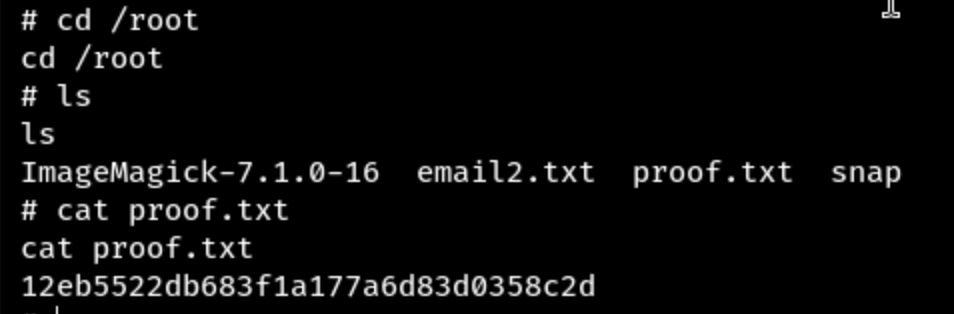 # cd /root
cd /root
# ls
ls
ImageMagick-7.1.0-16  email2.txt  proof.txt  snap
# cat proof.txt
cat proof.txt
12eb5522db683f1a177a6d83d0358c2d